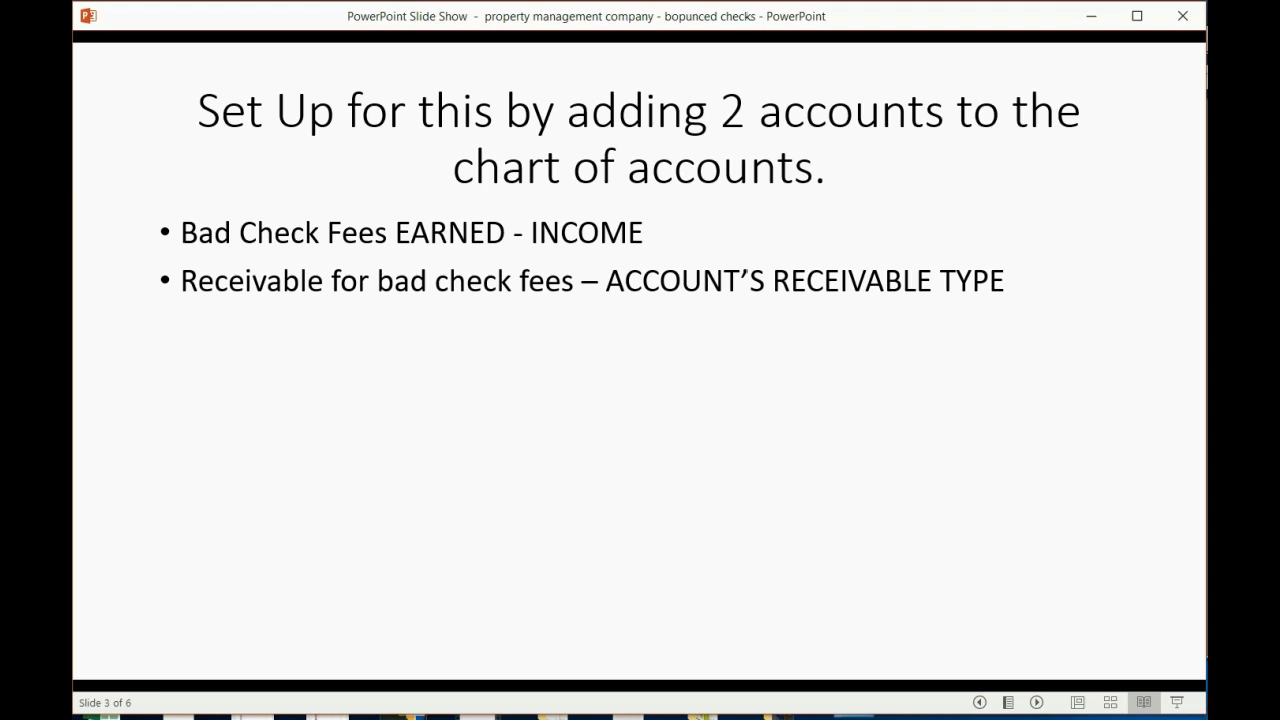 PowerPoint Slide Show - property management company - bopunced checks - PowerPoint
Set Up for this by adding 2 accounts to the
chart of accounts.
• Bad Check Fees EARNED - INCOME
• Receivable for bad check fees – ACCOUNT’S RECEIVABLE TYPE
Slide 3 of 6